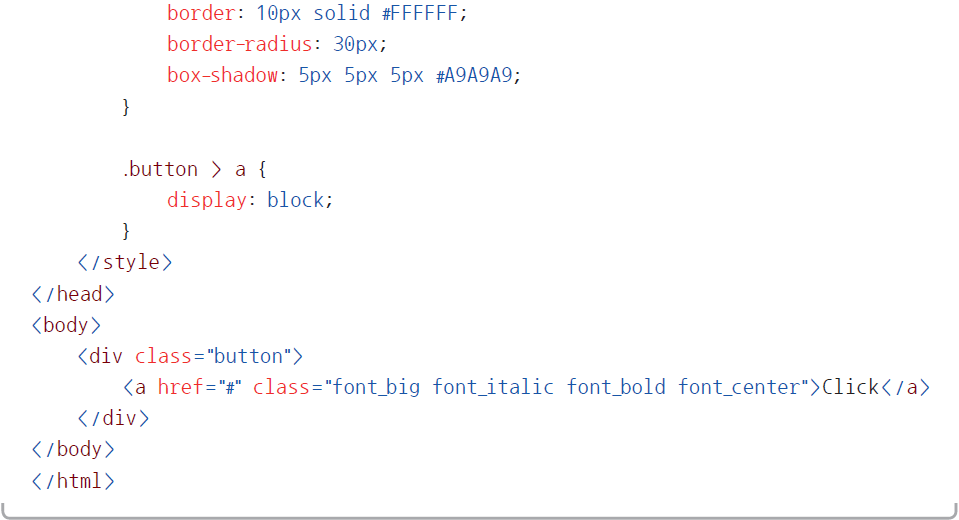 border: 10px solid #FFFFFF;
border-radius: 30px;
box-shadow: 5px 5px 5px #A9A9A9;
}
.button > a {
display: block;
}
</style>
</head>
<body>
<div class="button">
<a href="#" class="font_big font_italic font_bold font_center">Click</a>
</div>
</body>
</html>